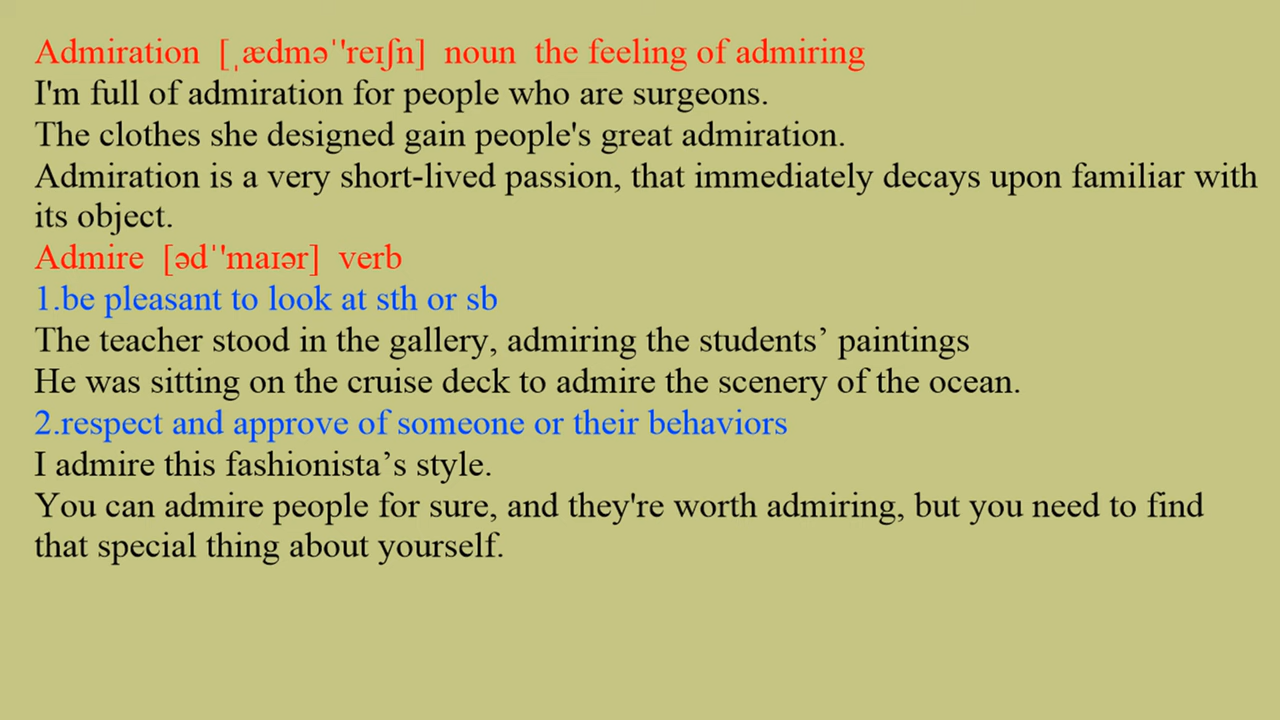 Admiration [ˌædməˈ'reɪʃn] noun the feeling of admiring
I'm full of admiration for people who are surgeons.
The clothes she designed gain people's great admiration.
Admiration is a very short-lived passion, that immediately decays upon familiar with
its object.
Admire [ədˈ'maɪər] verb
1.be pleasant to look at sth or sb
The teacher stood in the gallery, admiring the students’ paintings
He was sitting on the cruise deck to admire the scenery of the ocean.
2.respect and approve of someone or their behaviors
I admire this fashionista’s style.
You can admire people for sure, and they're worth admiring, but you need to find
that special thing about yourself.